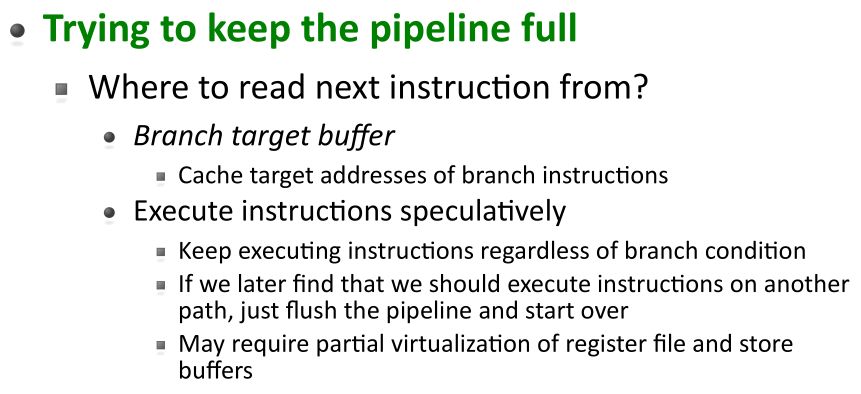 Trying to keep the pipeline full
Where to read next instruction from?
Branch target buffer
Cache target addresses of branch instructions
Execute instructions speculatively
Keep executing instructions regardless of branch condition
If we later find that we should execute instructions on another
path, just flush the pipeline and start over
May require partial virtualization of register file and store
buffers